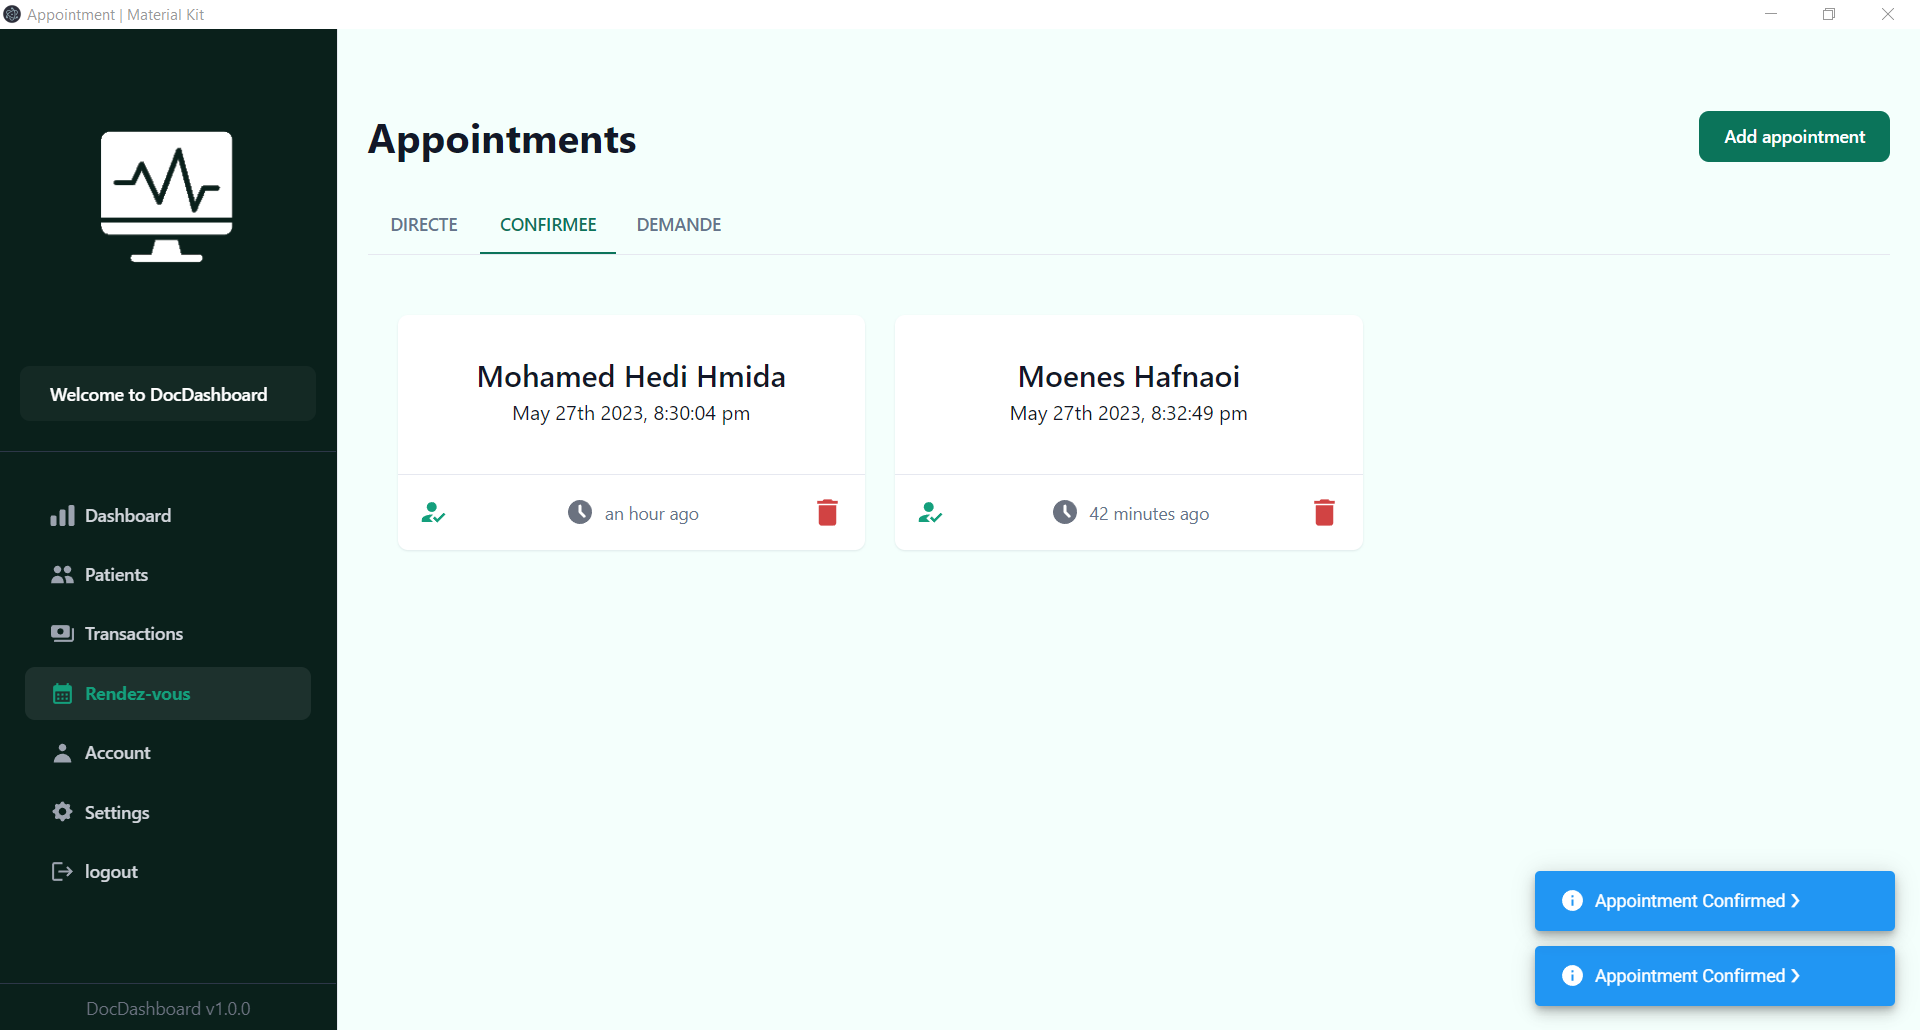 Appointment | Material Kit
Welcome to DocDashboard
Dashboard
Patients
Transactions
Rendez-vous
Account
Settings
logout
DocDashboard v1.0.0
Appointments
Add appointment
DIRECTE CONFIRMEE DEMANDE
Mohamed Hedi Hmida
May 27th 2023, 8:30:04 pm
an hour ago
Moenes Hafnaoi
May 27th 2023, 8:32:49 pm
42 minutes ago
Appointment Confirmed ❯
Appointment Confirmed ❯